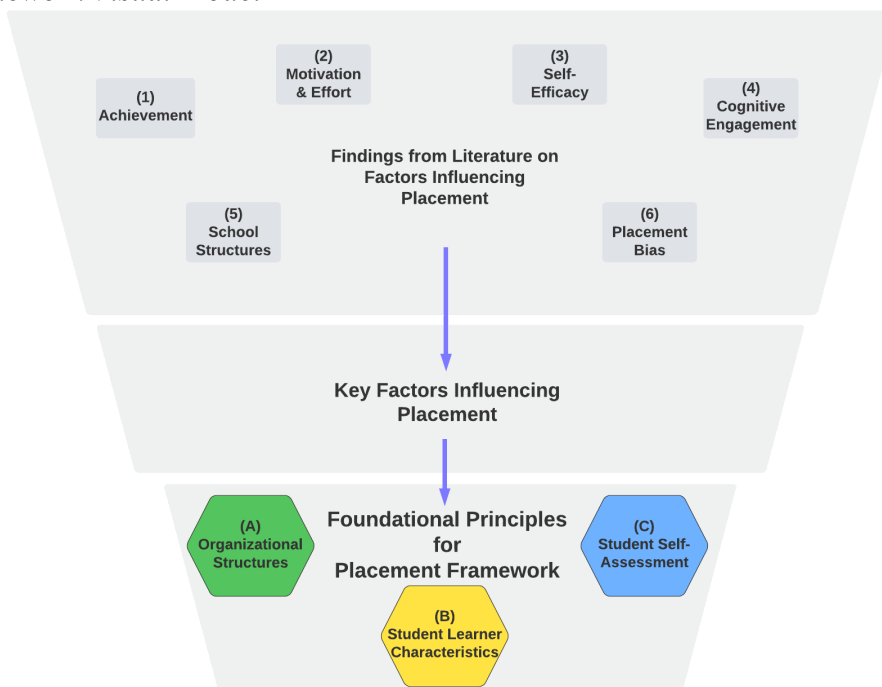 (1)
Achievement
(2)
Motivation
& Effort
(3)
Self-
Efficacy
(4)
Cognitive
Engagement
Findings from Literature on
Factors Influencing
Placement
(5)
School
Structures
(6)
Placement
Bias
Key Factors Influencing
Placement
Foundational Principles
for
Placement Framework
(A)
Organizational
Structures
(B)
Student Learner
Characteristics
(C)
Student Self-
Assessment